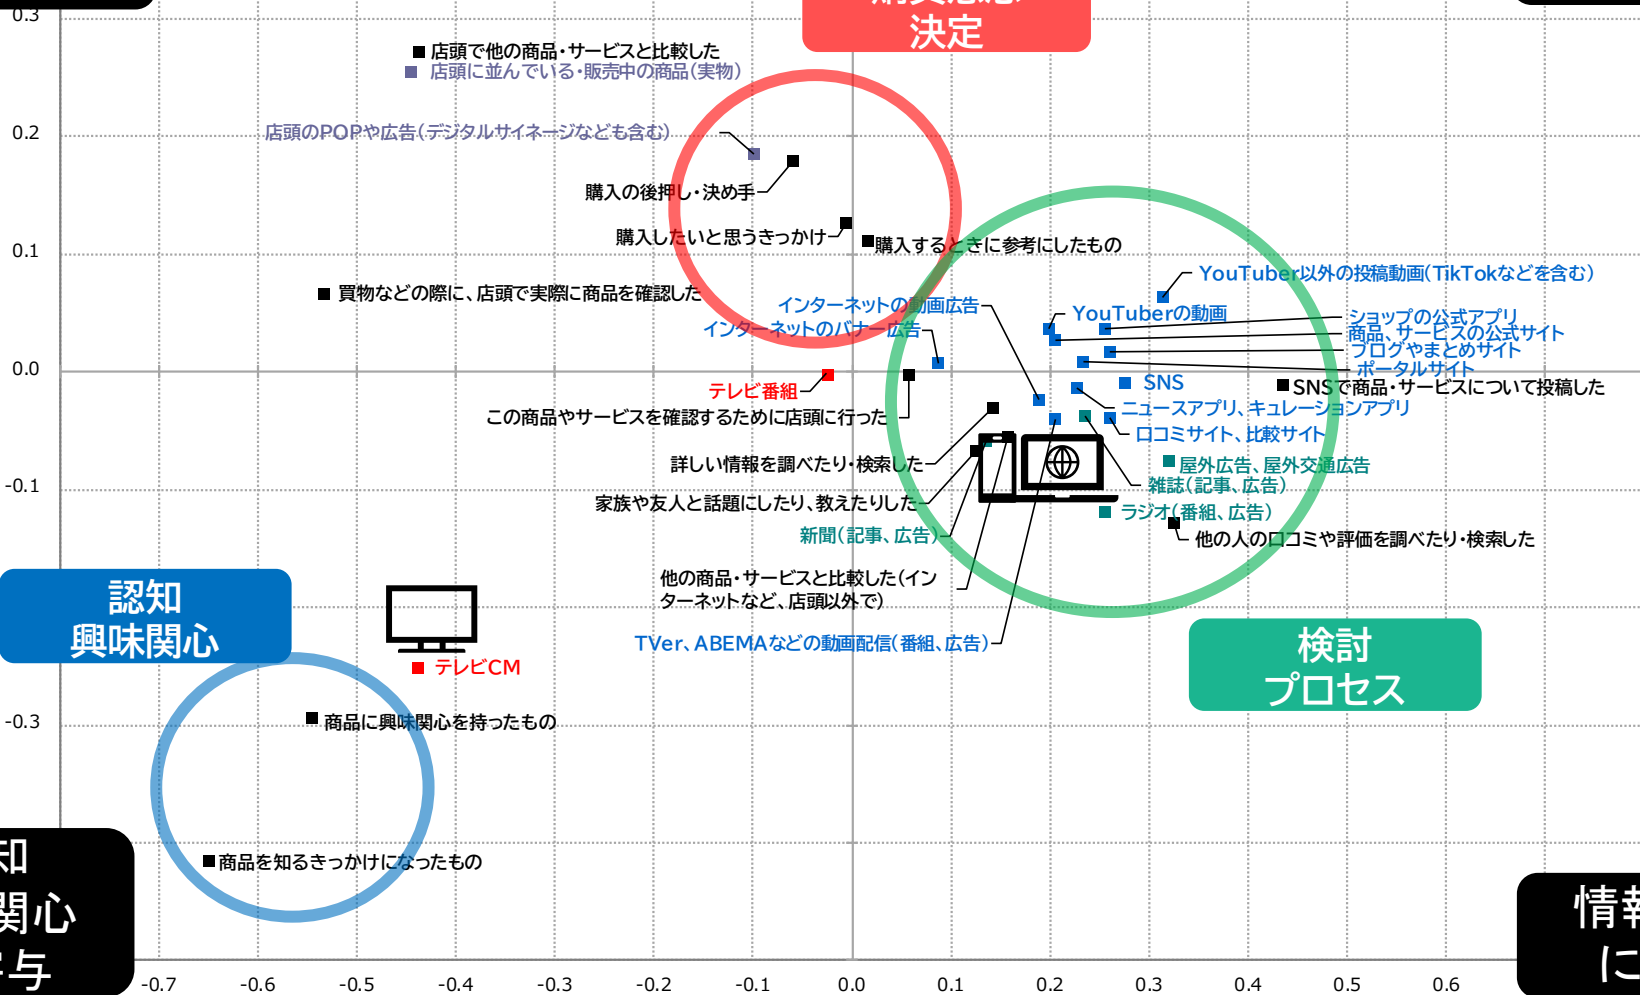 決定
0.3
店頭で他の商品・サービスと比較した
店頭に並んでいる・販売中の商品(実物)
0.2
店頭のPOPや広告(デジタルサイネージなども含む)
購入の後押し・決め手
購入したいと思うきっかけ
購入するときに参考にしたもの
0.1
YouTuber以外の投稿動画(TikTokなどを含む)
買物などの際に、店頭で実際に商品を確認した
インターネットの動画広告
YouTuberの動画
ショップの公式アプリ
インターネットのバナー広告
商品、サービスの公式サイト
ブログやまとめサイト
0.0
ポータルサイト
テレビ番組
SNS
SNSで商品・サービスについて投稿した
この商品やサービスを確認するために店頭に行った
ニュースアプリ、キュレーションアプリ
口コミサイト、比較サイト
詳しい情報を調べたり・検索した
屋外広告、屋外交通広告
-0.1
雑誌(記事、広告)
家族や友人と話題にしたり、教えたりした
ラジオ(番組、広告)
新聞(記事、広告)
他の人の口コミや評価を調べたり・検索した
他の商品・サービスと比較した(イン
ターネットなど、店頭以外で)
認知
興味関心
TVer、ABEMAなどの動画配信(番組、広告)
検討
プロセス
テレビCM
-0.3
商品に興味関心を持ったもの
商品を知るきっかけになったもの
知
関心
与
情報
に
-0.7
-0.6
-0.5
-0.4
-0.3
-0.2
-0.1
0.0
0.1
0.2
0.3
0.4
0.5
0.6